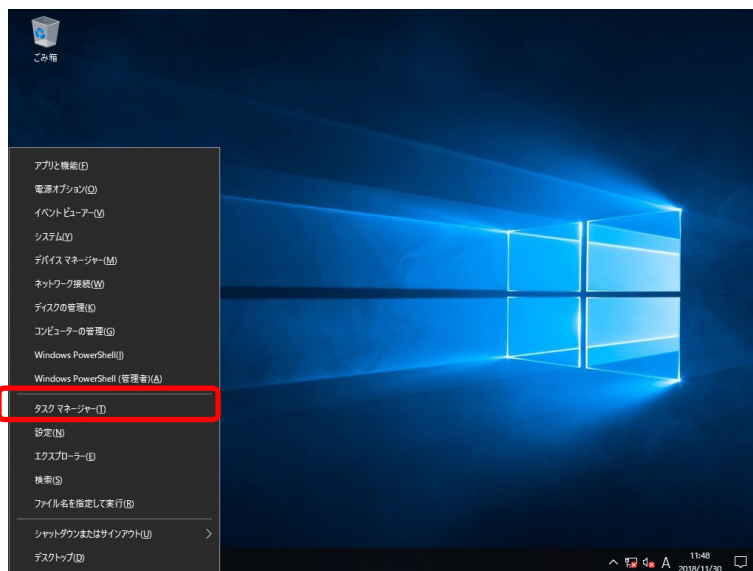 ごみ箱
アプリと機能(F)
電源オプション(O)
イベント ビューアー(V)
システム(Y)
デバイス マネージャー(M)
ネットワーク接続(W)
ディスクの管理(K)
コンピューターの管理(G)
Windows PowerShell(I)
Windows PowerShell (管理者)(A)
タスク マネージャー(T)
設定(N)
エクスプローラー(E)
検索(S)
ファイル名を指定して実行(R)
シャットダウンまたはサインアウト(U)
デスクトップ(D)
A
11:48
2018/11/30